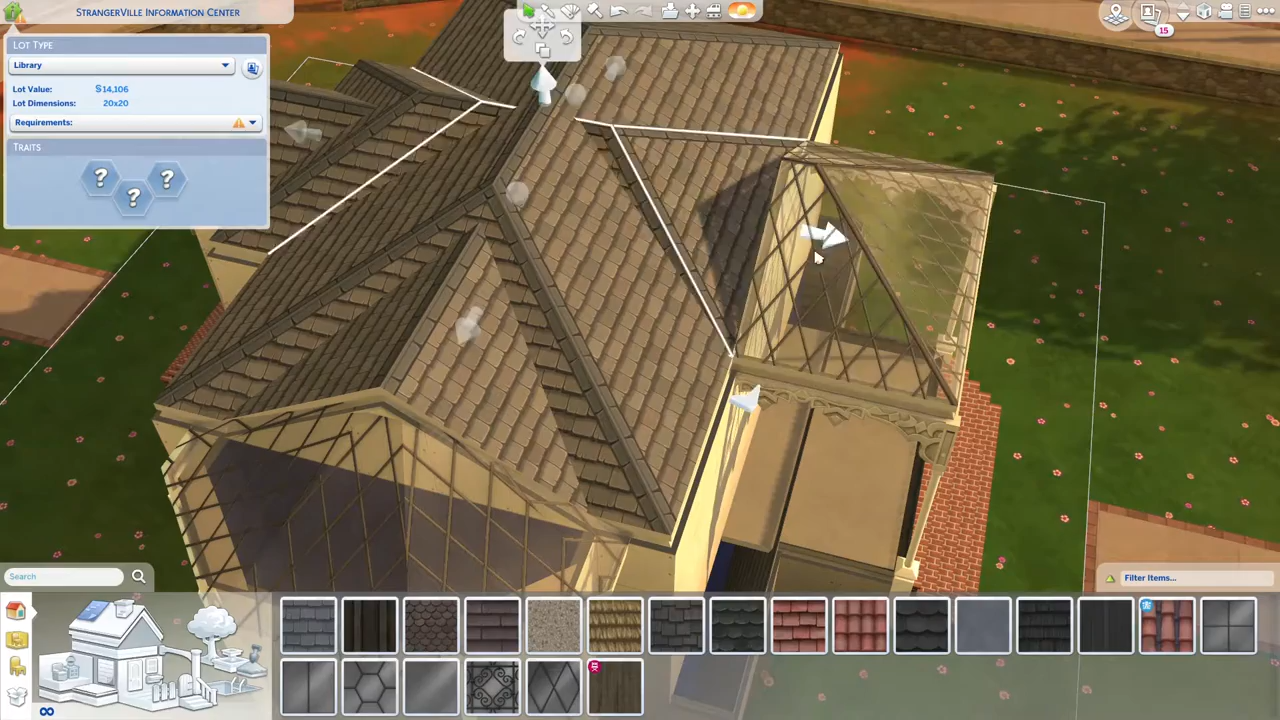 STRANGERVILLE INFORMATION CENTER
LOT TYPE
Library
Lot Value: §14,106
Lot Dimensions: 20x20
Requirements:
TRAITS
? ? ?
15
Search
Filter Items...
∞